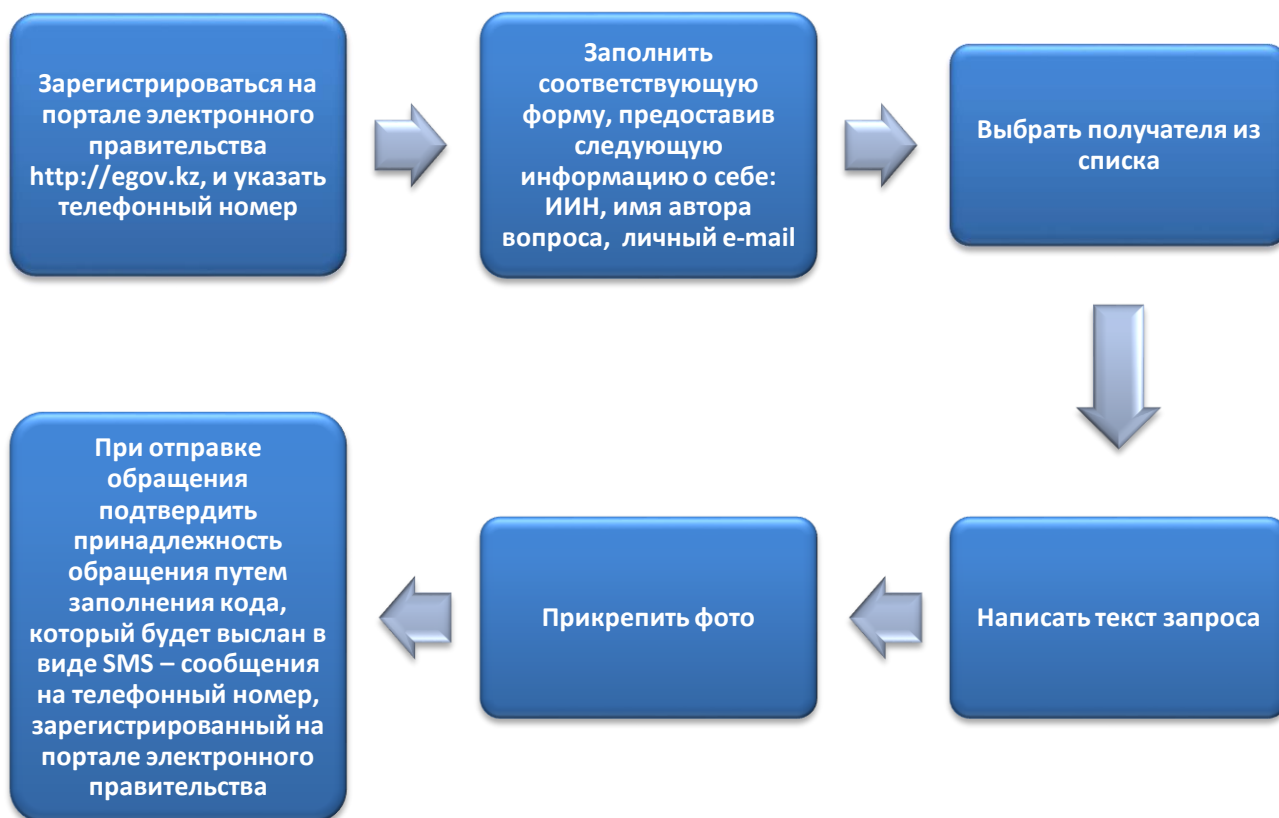 Зарегистрироваться на
портале электронного
правительства
http://egov.kz, и указать
телефонный номер
Заполнить
соответствующую
форму, предоставив
следующую
информацию о себе:
ИИН, имя автора
вопроса, личный e-mail
Выбрать получателя из
списка
Написать текст запроса
Прикрепить фото
При отправке
обращения
подтвердить
принадлежность
обращения путем
заполнения кода,
который будет выслан в
виде SMS – сообщения
на телефонный номер,
зарегистрированный на
портале электронного
правительства